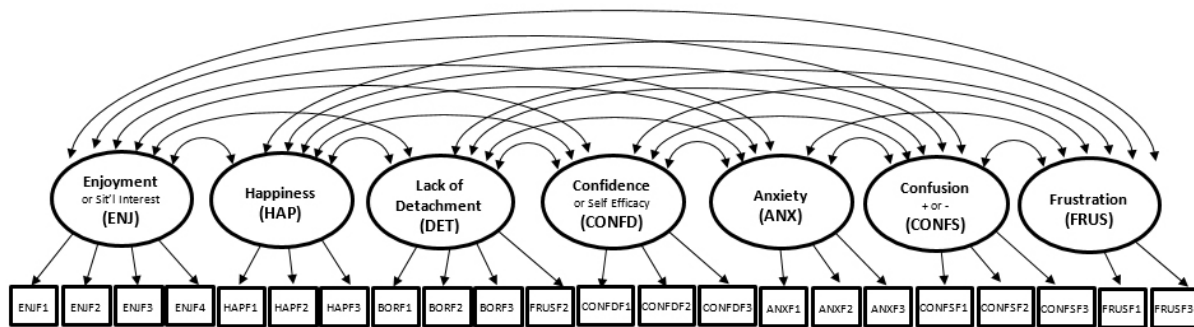 Enjoyment
or Sit'l Interest
(ENJ)
Happiness
(HAP)
Lack of
Detachment
(DET)
Confidence
or Self Efficacy
(CONFD)
Anxiety
(ANX)
Confusion
+ or -
(CONFS)
Frustration
(FRUS)
ENJF1 ENJF2 ENJF3 ENJF4 HAPF1 HAPF2 HAPF3 BORF1 BORF2 BORF3 FRUSF2 CONFDF1 CONFDF2 CONFDF3 ANXF1 ANXF2 ANXF3 CONFSF1 CONFSF2 CONFSF3 FRUSF1 FRUSF3